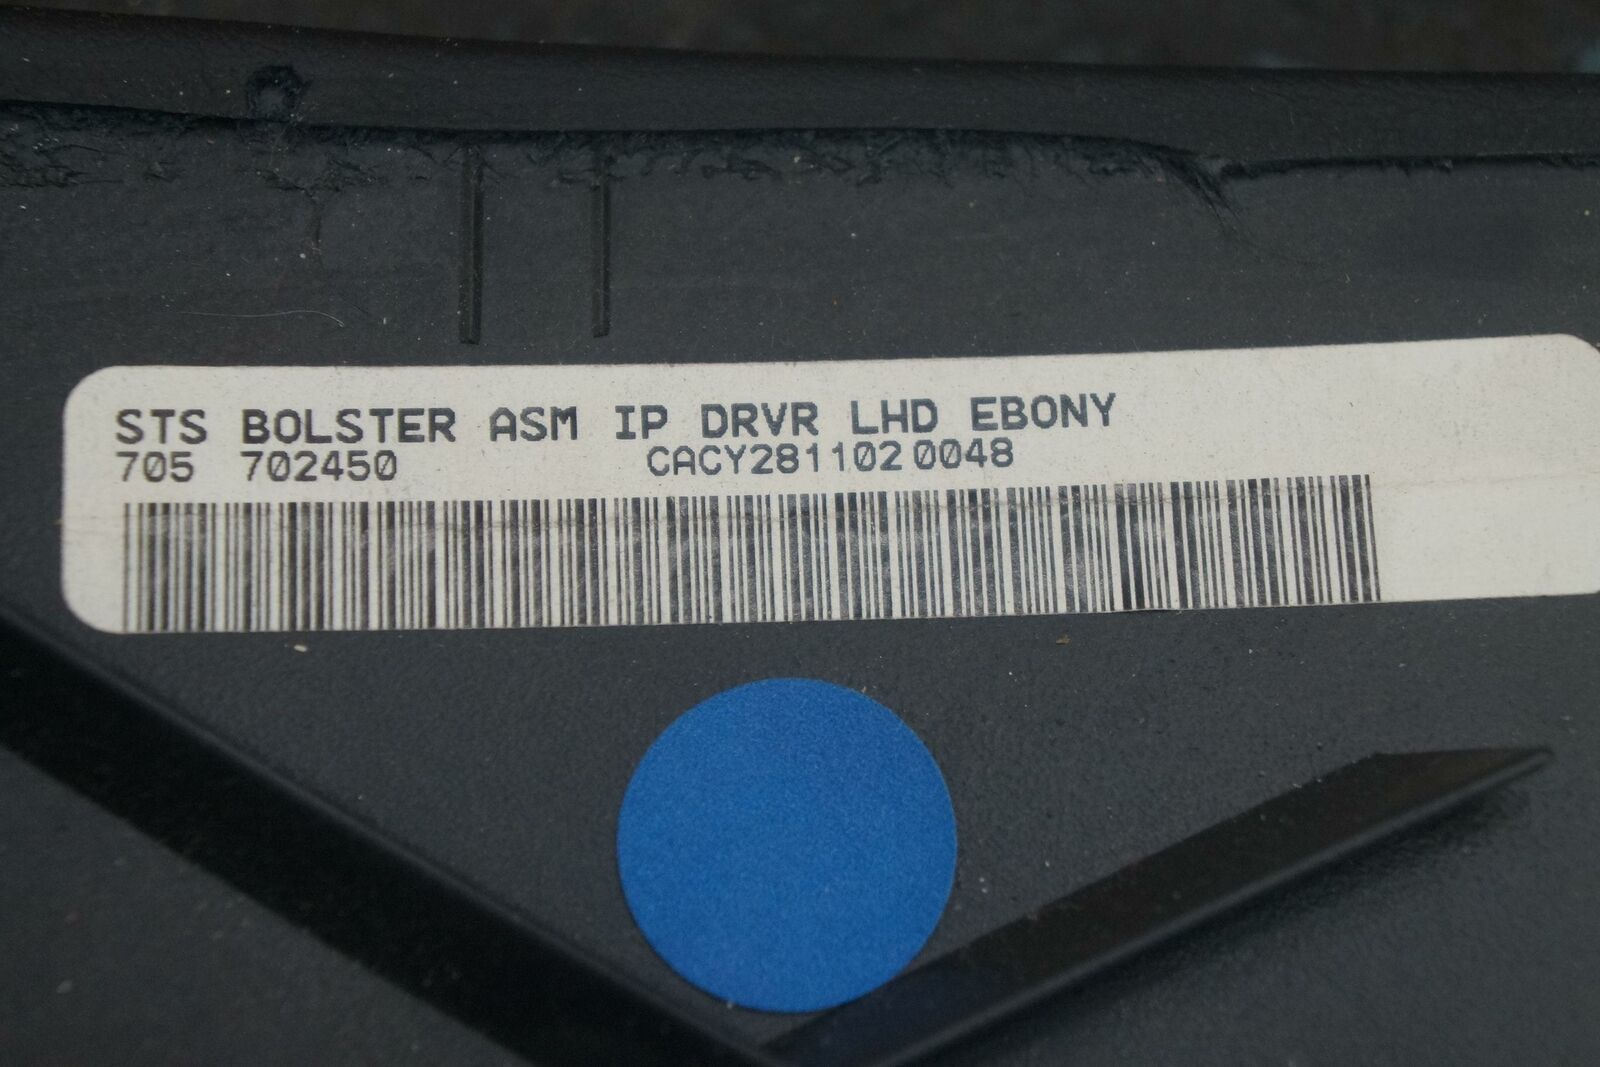 STS BOLSTER ASM IP DRVR LHD EBONY
705 702450 CACY2811020048